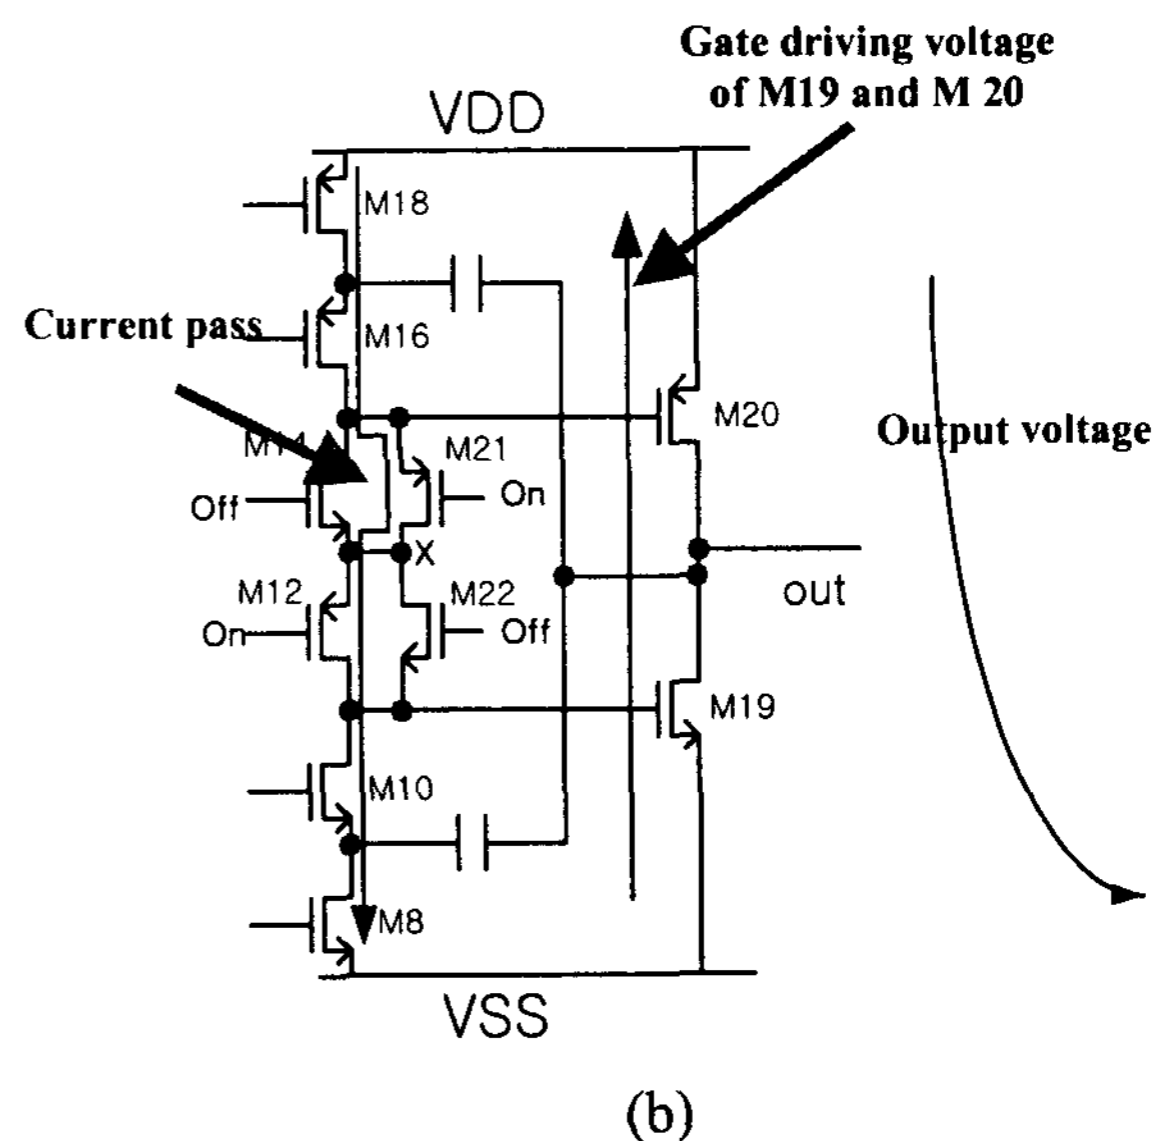 Gate driving voltage
of M19 and M 20
VDD
M18
Current pass
M16
M20
Output voltage
M21
Off
On
X
M12
M22
On
Off
out
M19
M10
M8
VSS
(b)